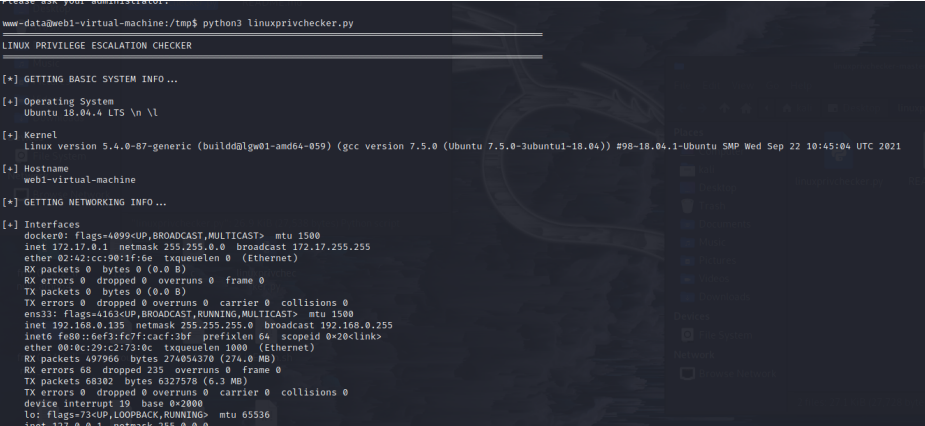 Please ask your administrator.
www-data@web1-virtual-machine:/tmp$ python3 linuxprivchecker.py
LINUX PRIVILEGE ESCALATION CHECKER
[*] GETTING BASIC SYSTEM INFO...
[+] Operating System
Ubuntu 18.04.4 LTS \n \l
[+] Kernel
Linux version 5.4.0-87-generic (buildd@lgw01-amd64-059) (gcc version 7.5.0 (Ubuntu 7.5.0-3ubuntu1~18.04)) #98~18.04.1-Ubuntu SMP Wed Sep 22 10:45:04 UTC 2021
[+] Hostname
web1-virtual-machine
[*] GETTING NETWORKING INFO...
[+] Interfaces
docker0: flags=4099<UP,BROADCAST,MULTICAST>  mtu 1500
inet 172.17.0.1  netmask 255.255.0.0  broadcast 172.17.255.255
ether 02:42:cc:90:1f:6e  txqueuelen 0  (Ethernet)
RX packets 0  bytes 0 (0.0 B)
RX errors 0  dropped 0  overruns 0  frame 0
TX packets 0  bytes 0 (0.0 B)
TX errors 0  dropped 0 overruns 0  carrier 0  collisions 0
ens33: flags=4163<UP,BROADCAST,RUNNING,MULTICAST>  mtu 1500
inet 192.168.0.135  netmask 255.255.255.0  broadcast 192.168.0.255
inet6 fe80::6ef3:fc7f:cacf:3bf  prefixlen 64  scopeid 0×20<link>
ether 00:0c:29:c2:73:0c  txqueuelen 1000  (Ethernet)
RX packets 497966  bytes 274054370 (274.0 MB)
RX errors 68  dropped 235  overruns 0  frame 0
TX packets 68302  bytes 6327578 (6.3 MB)
TX errors 0  dropped 0 overruns 0  carrier 0  collisions 0
device interrupt 19  base 0×2000
lo: flags=73<UP,LOOPBACK,RUNNING>  mtu 65536
inet 127.0.0.1  netmask 255.0.0.0
Devices